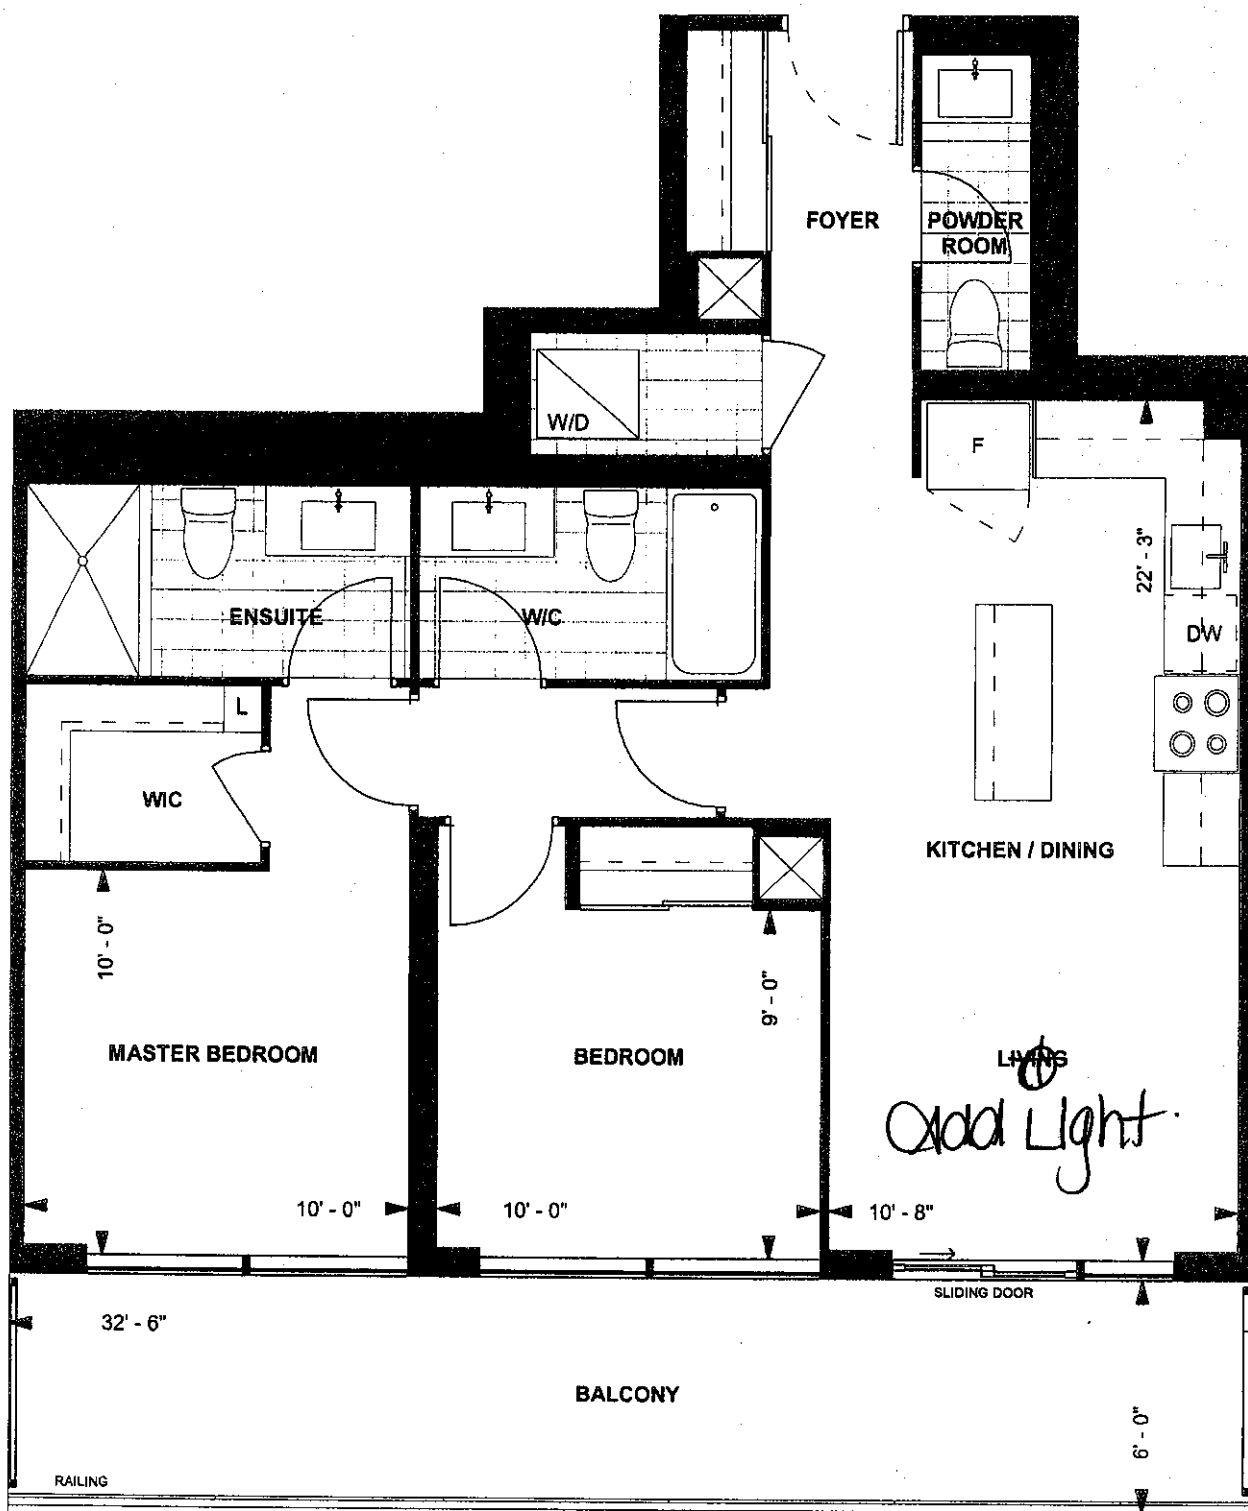 FOYER
POWDER
ROOM
W/D
F
22' - 3"
ENSUITE
W/C
DW
L
WIC
KITCHEN / DINING
10' - 0"
9' - 0"
MASTER BEDROOM
BEDROOM
LIVING
add Light.
10' - 0"
10' - 0"
10' - 8"
SLIDING DOOR
32' - 6"
BALCONY
6' - 0"
RAILING